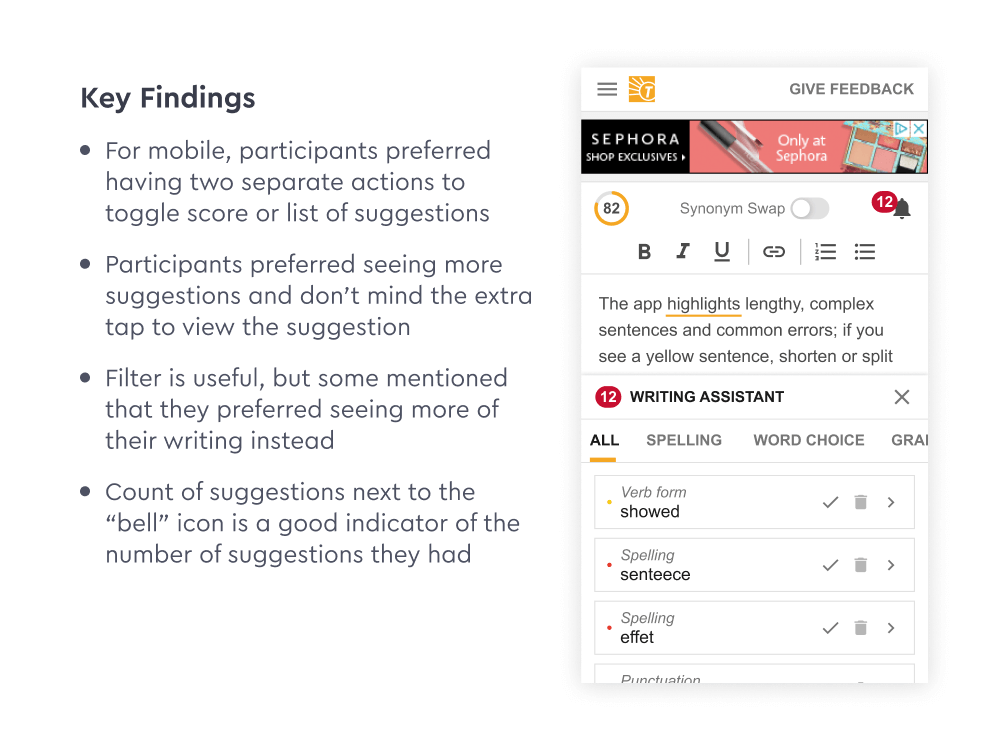 Key Findings
For mobile, participants preferred
having two separate actions to
toggle score or list of suggestions
Participants preferred seeing more
suggestions and don’t mind the extra
tap to view the suggestion
Filter is useful, but some mentioned
that they preferred seeing more of
their writing instead
Count of suggestions next to the
“bell” icon is a good indicator of the
number of suggestions they had
T GIVE FEEDBACK
SEPHORA
SHOP EXCLUSIVES
Only at
Sephora
82 Synonym Swap 12
B I U
The app highlights lengthy, complex
sentences and common errors; if you
see a yellow sentence, shorten or split
12 WRITING ASSISTANT
ALL SPELLING WORD CHOICE GRA
Verb form
showed
Spelling
senteece
Spelling
effet
Punctuation